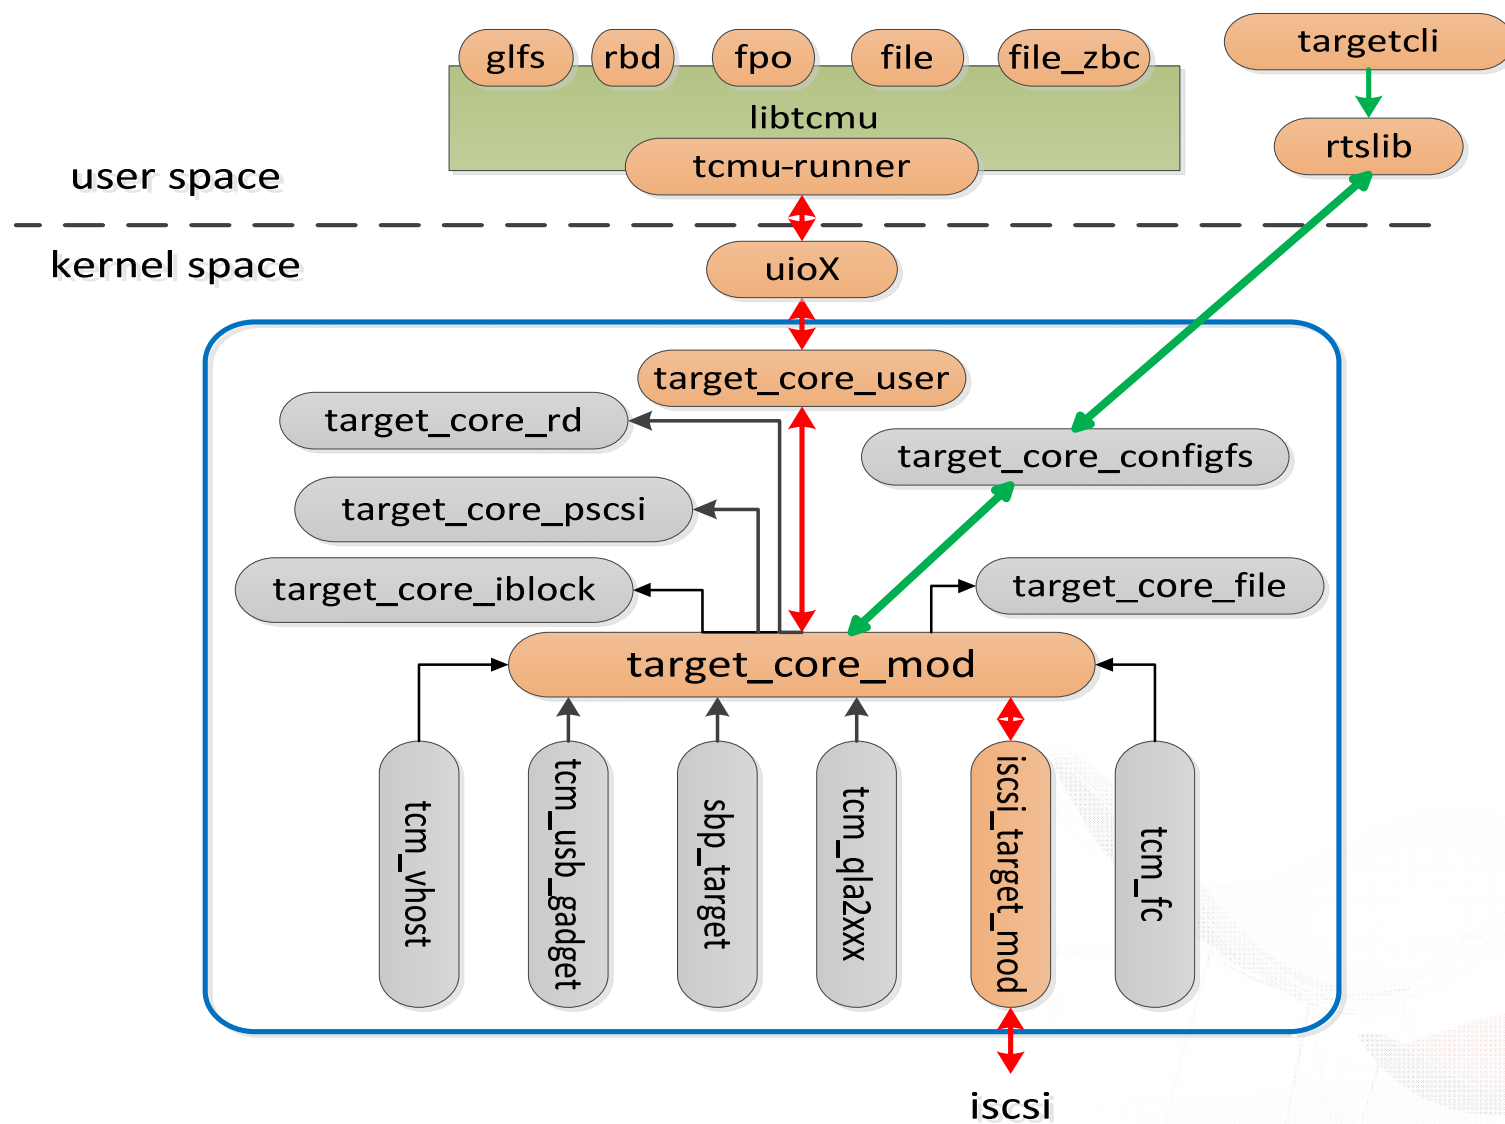 glfs
rbd
fpo
file
file_zbc
targetcli
libtcmu
rtslib
tcmu-runner
user space
kernel space
uioX
target_core_user
target_core_rd
target_core_configfs
target_core_pscsi
target_core_iblock
target_core_file
target_core_mod
tcm_vhost
tcm_usb_gadget
sbp_target
tcm_qla2xxx
iscsi_target_mod
tcm_fc
iscsi